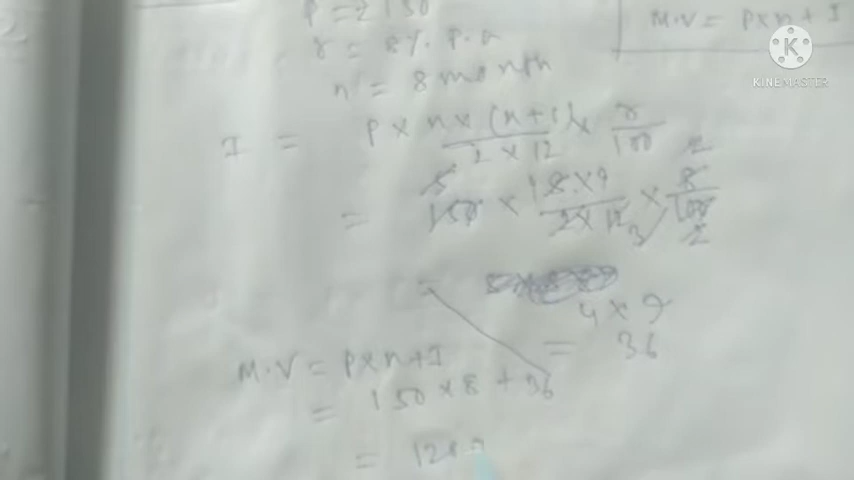 P = ₹150
r = 8%. P.a
n = 8 month
M.V = P×n + I
K
KINEMASTER
I = P × n × (n+1) / 2 × 12 × r / 100
= 150 × 8 × 9 / 2 × 12 × 8 / 100
4 × 9
= 36
M.V = P×n+I
= 150 × 8 + 36
= 12